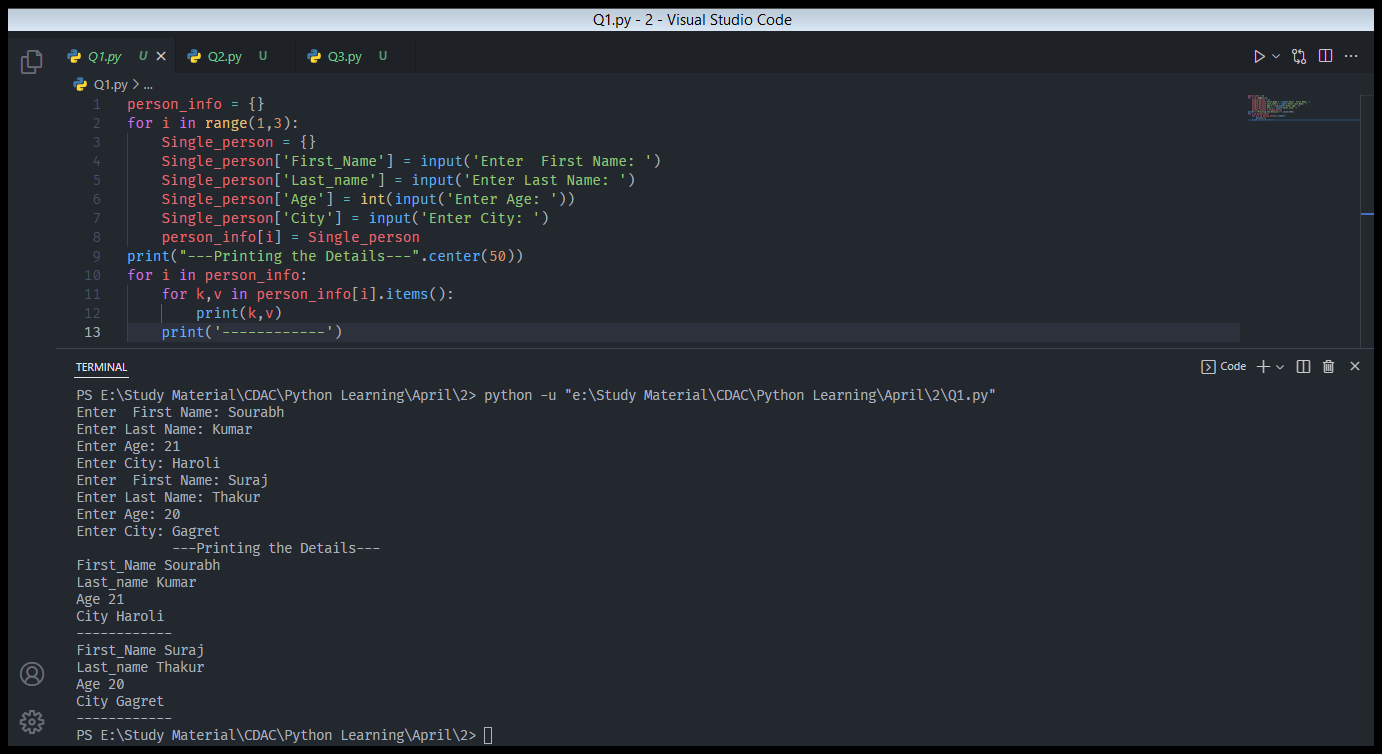 Q1.py - 2 - Visual Studio Code
Q1.py U Q2.py U Q3.py U
Q1.py > ...
1 person_info = {}
2 for i in range(1,3):
3     Single_person = {}
4     Single_person['First_Name'] = input('Enter  First Name: ')
5     Single_person['Last_name'] = input('Enter Last Name: ')
6     Single_person['Age'] = int(input('Enter Age: '))
7     Single_person['City'] = input('Enter City: ')
8     person_info[i] = Single_person
9 print("---Printing the Details---".center(50))
10 for i in person_info:
11     for k,v in person_info[i].items():
12         print(k,v)
13     print('------------')
TERMINAL Code
PS E:\Study Material\CDAC\Python Learning\April\2> python -u "e:\Study Material\CDAC\Python Learning\April\2\Q1.py"
Enter  First Name: Sourabh
Enter Last Name: Kumar
Enter Age: 21
Enter City: Haroli
Enter  First Name: Suraj
Enter Last Name: Thakur
Enter Age: 20
Enter City: Gagret
            ---Printing the Details---
First_Name Sourabh
Last_name Kumar
Age 21
City Haroli
------------
First_Name Suraj
Last_name Thakur
Age 20
City Gagret
------------
PS E:\Study Material\CDAC\Python Learning\April\2>